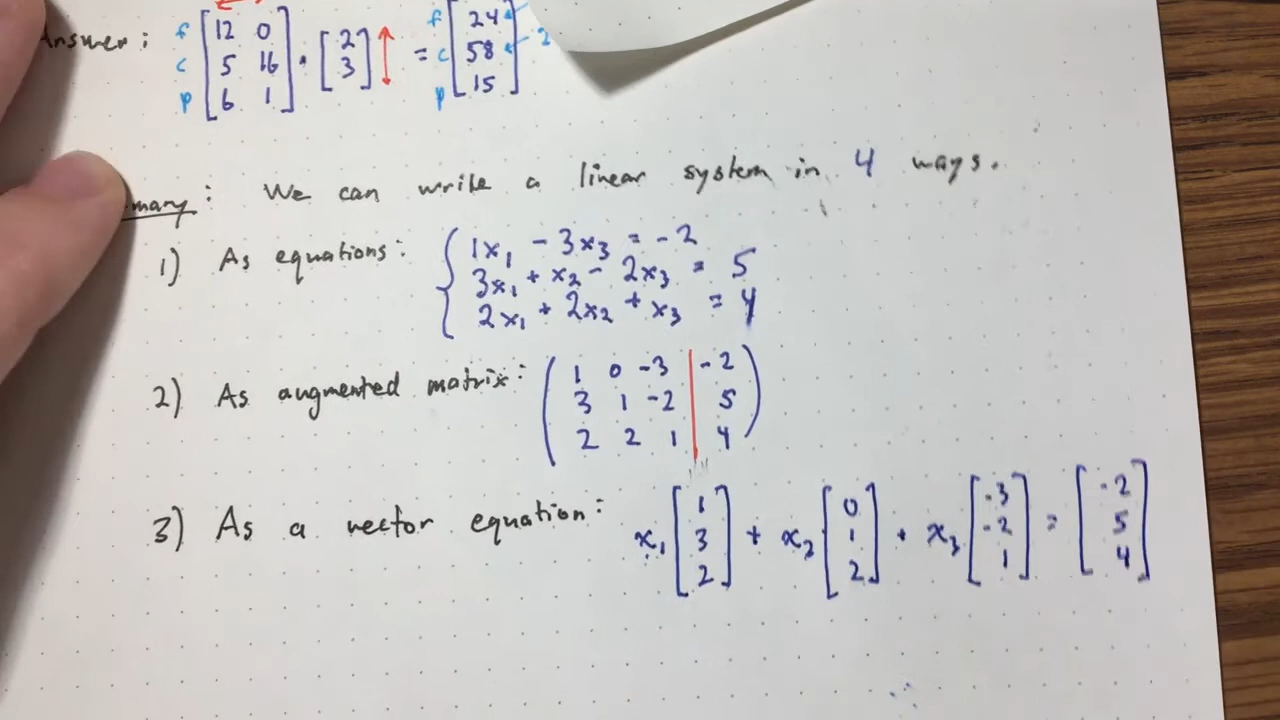 Answer: f [12 0] · [2] = f [24
c [5 16] [3] c [58 2
p [6 1] p [15]
mary: We can write a linear system in 4 ways.
1) As equations: { 1x₁ - 3x₃ = -2
3x₁ + x₂ - 2x₃ = 5
2x₁ + 2x₂ + x₃ = 4
2) As augmented matrix: ( 1 0 -3 | -2 )
3 1 -2 | 5
2 2 1 | 4
3) As a vector equation: x₁ [1 3 2] + x₂ [0 1 2] + x₃ [-3 -2 1] = [-2 5 4]